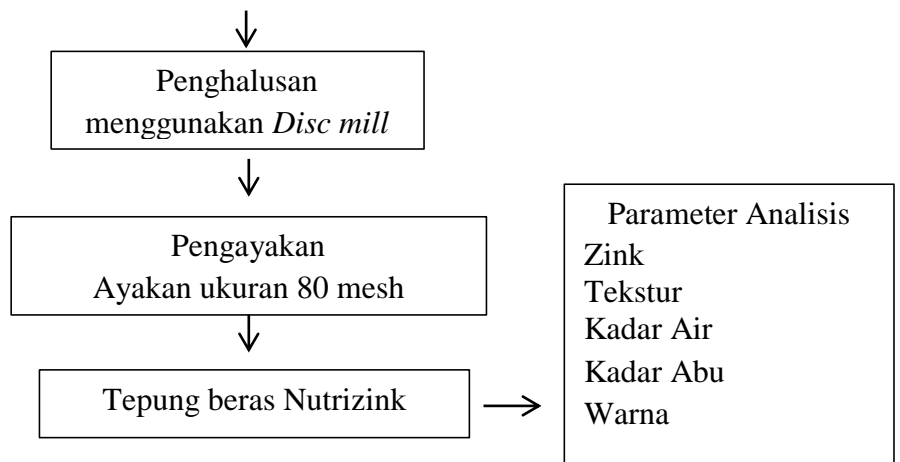 Penghalusan
menggunakan Disc mill
Pengayakan
Ayakan ukuran 80 mesh
Tepung beras Nutrizink
Parameter Analisis
Zink
Tekstur
Kadar Air
Kadar Abu
Warna